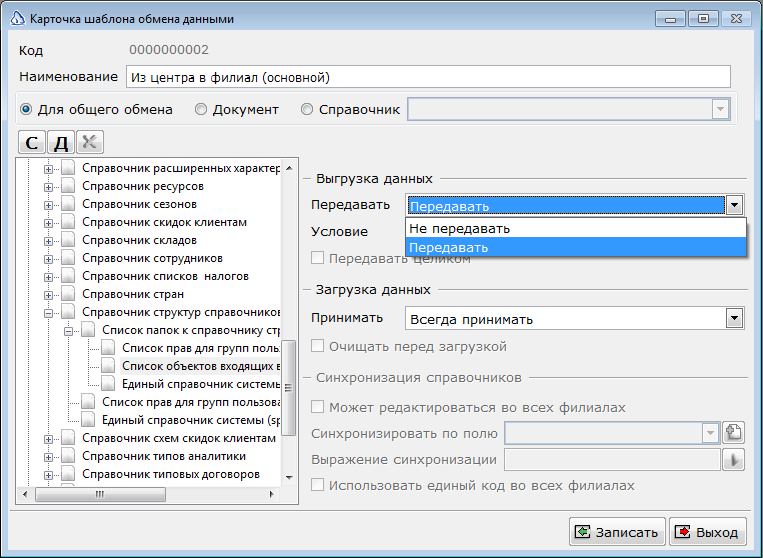 Карточка шаблона обмена данными
Код 0000000002
Наименование Из центра в филиал (основной)
Для общего обмена Документ Справочник
С Д
Справочник расширенных характер
Справочник ресурсов
Справочник сезонов
Справочник скидок клиентам
Справочник складов
Справочник сотрудников
Справочник списков налогов
Справочник стран
Справочник структур справочников
Список папок к справочнику стр
Список прав для групп поль
Список объектов входящих в
Единый справочник системы
Список прав для групп пользова
Единый справочник системы (sp
Справочник схем скидок клиентам
Справочник типов аналитики
Справочник типовых договоров
Выгрузка данных
Передавать Передавать
Не передавать
Условие
Передавать
Передавать целиком
Загрузка данных
Принимать Всегда принимать
Очищать перед загрузкой
Синхронизация справочников
Может редактироваться во всех филиалах
Синхронизировать по полю
Выражение синхронизации
Использовать единый код во всех филиалах
Записать Выход